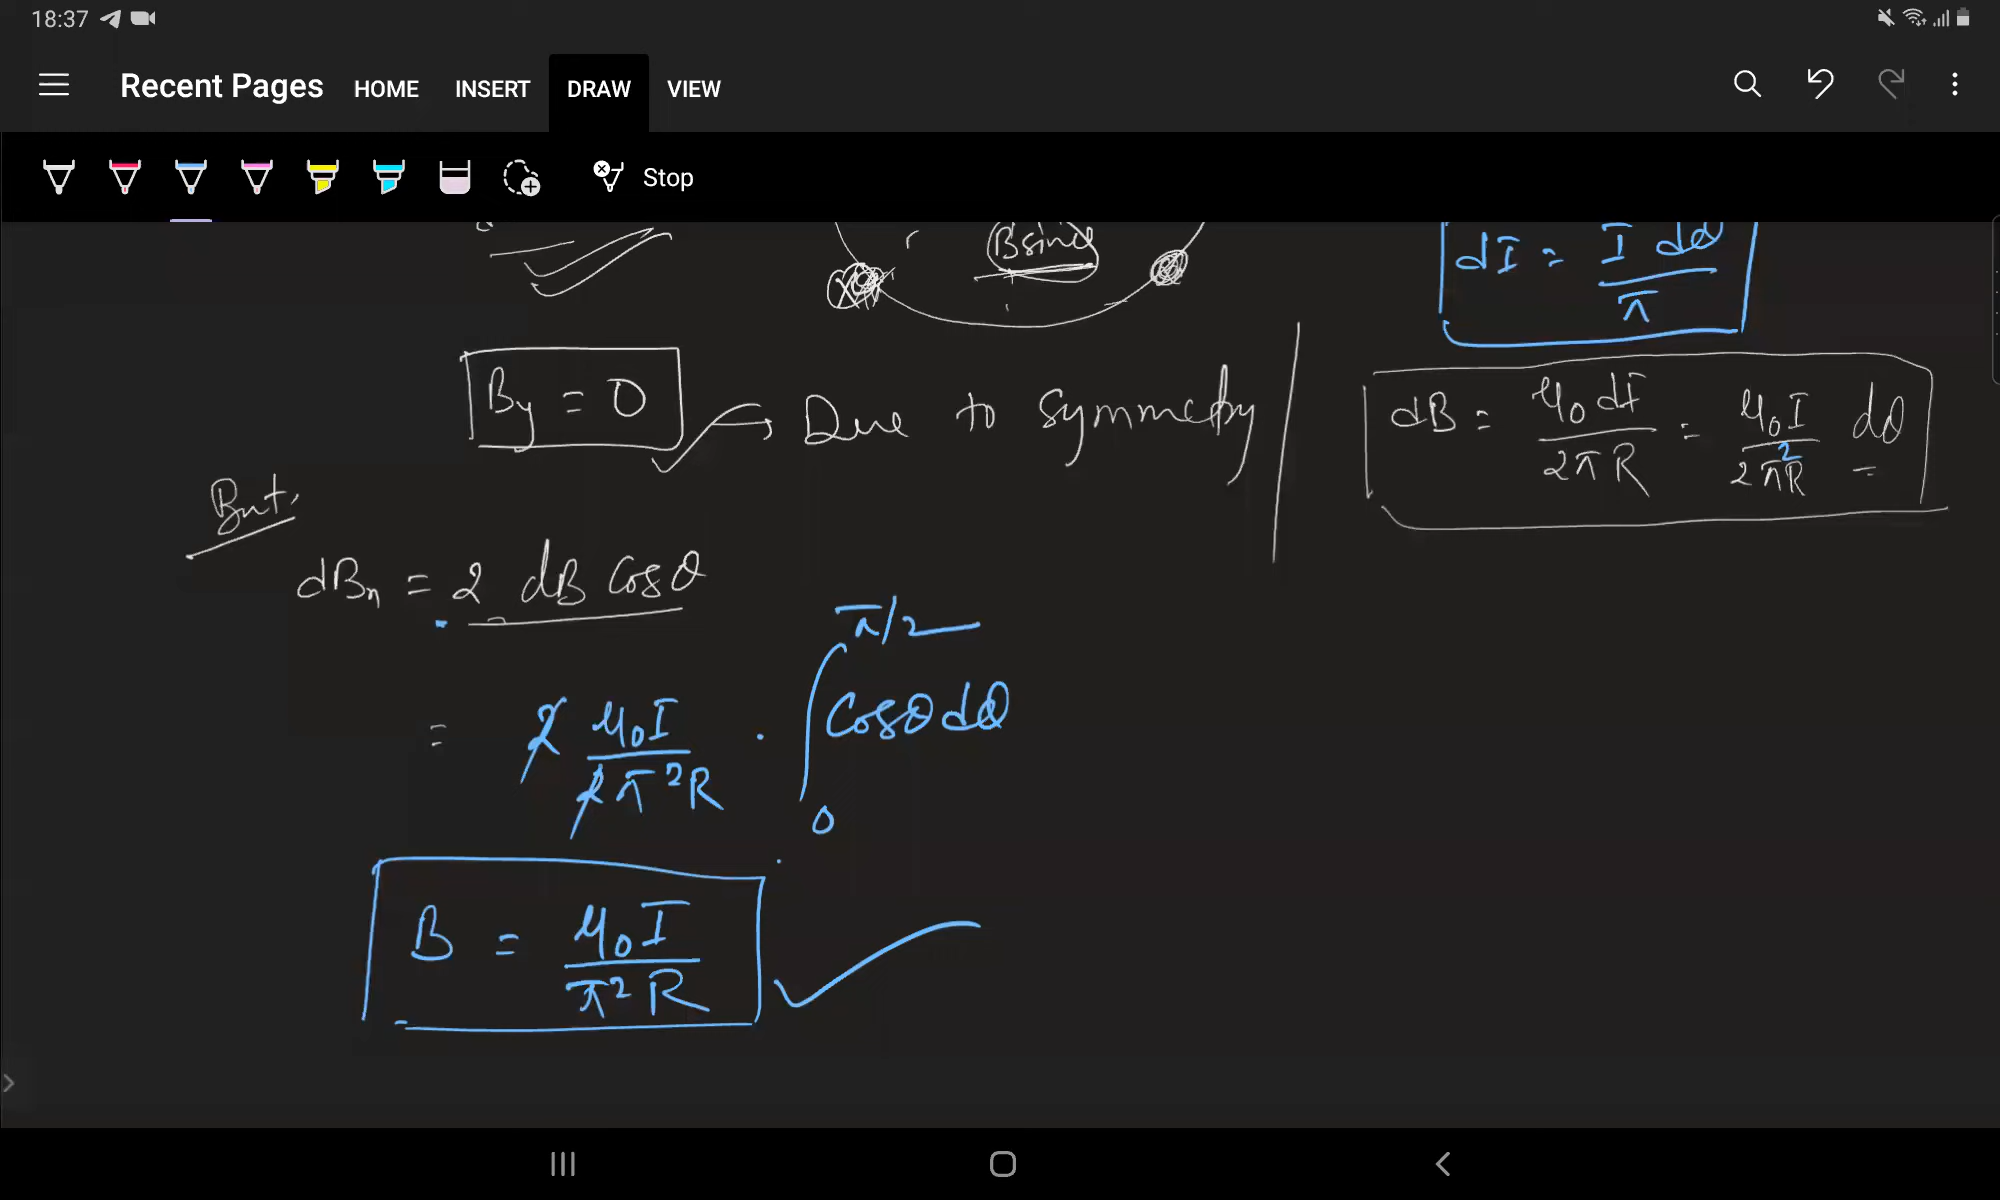 18:37
Recent Pages HOME INSERT DRAW VIEW
Stop
B sinθ
dI = I dθ / π
By = 0 → Due to symmetry
dB = μ₀ dI / 2πR = μ₀I / 2π²R dθ
But,
dBn = 2 dB Cosθ
= 2 μ₀I / 2π²R · ∫₀^π/2 Cosθ dθ
B = μ₀I / π²R